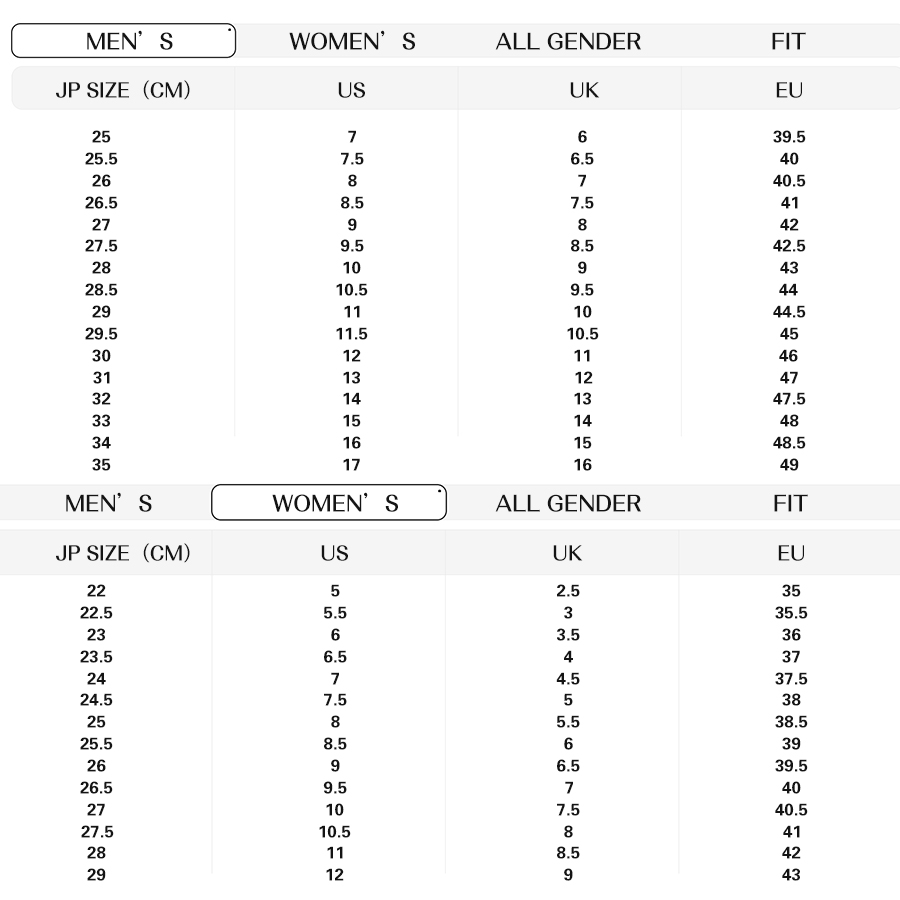 MEN’S WOMEN’S ALL GENDER FIT
JP SIZE（CM） US UK EU
25 7 6 39.5
25.5 7.5 6.5 40
26 8 7 40.5
26.5 8.5 7.5 41
27 9 8 42
27.5 9.5 8.5 42.5
28 10 9 43
28.5 10.5 9.5 44
29 11 10 44.5
29.5 11.5 10.5 45
30 12 11 46
31 13 12 47
32 14 13 47.5
33 15 14 48
34 16 15 48.5
35 17 16 49
MEN’S WOMEN’S ALL GENDER FIT
JP SIZE（CM） US UK EU
22 5 2.5 35
22.5 5.5 3 35.5
23 6 3.5 36
23.5 6.5 4 37
24 7 4.5 37.5
24.5 7.5 5 38
25 8 5.5 38.5
25.5 8.5 6 39
26 9 6.5 39.5
26.5 9.5 7 40
27 10 7.5 40.5
27.5 10.5 8 41
28 11 8.5 42
29 12 9 43